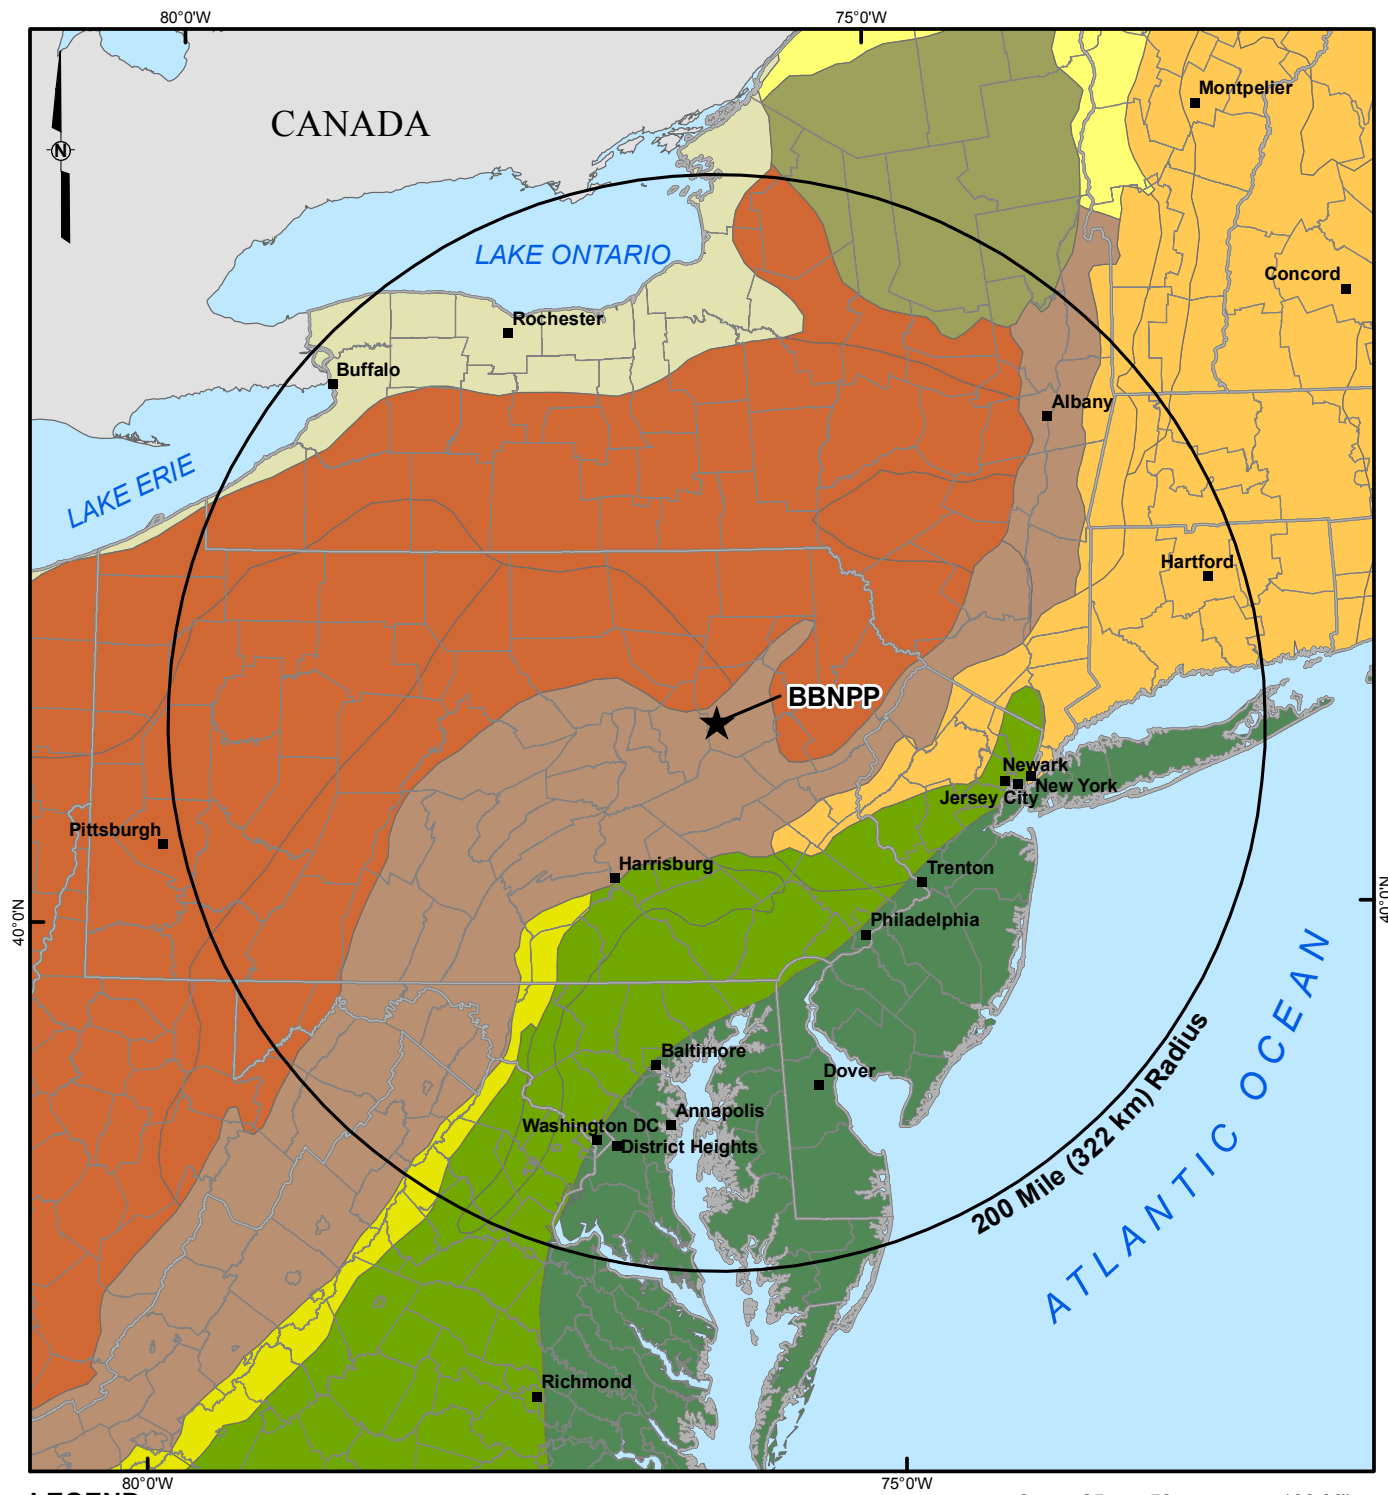 80°0'W 75°0'W
Montpelier
CANADA
N
LAKE ONTARIO
Concord
Rochester
Buffalo
Albany
LAKE ERIE
Hartford
BBNPP
Newark
New York
Jersey City
Pittsburgh
Harrisburg
Trenton
40°0'N
Philadelphia
Baltimore
Dover
Annapolis
Washington DC
District Heights
200 Mile (322 km) Radius
ATLANTIC OCEAN
Richmond
80°0'W 75°0'W